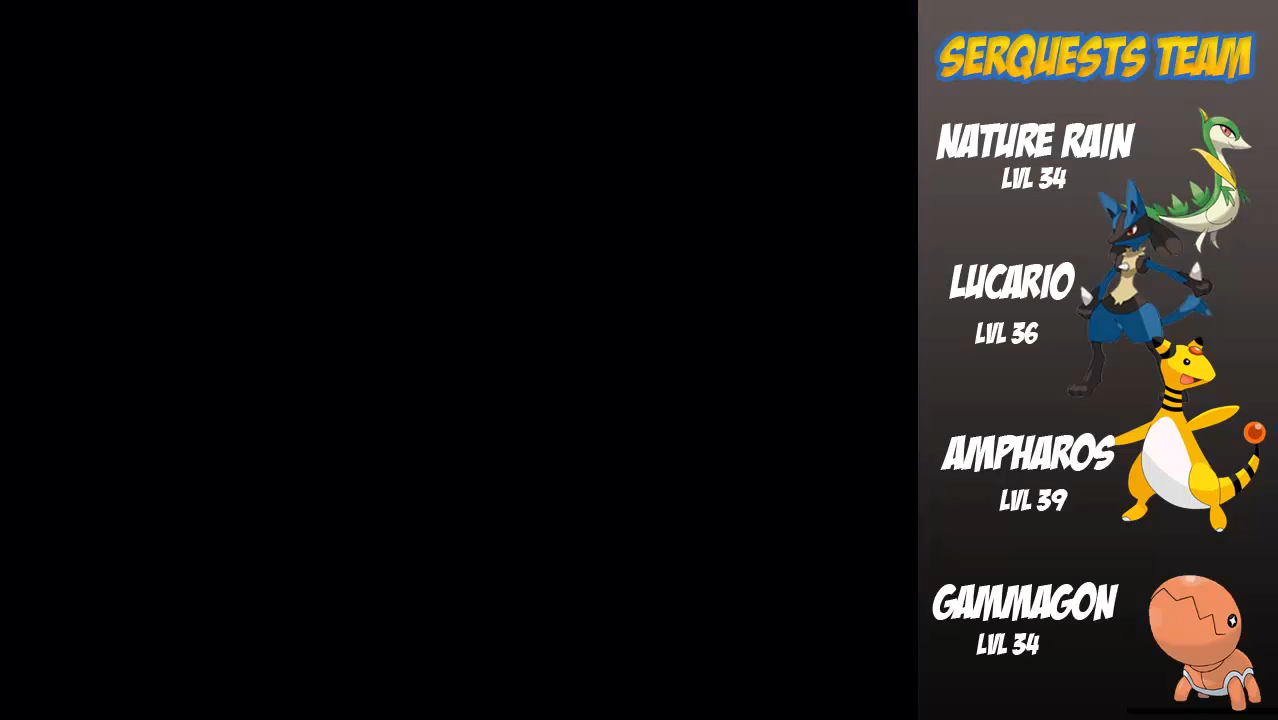 SERQUESTS TEAM
NATURE RAIN
LVL 34
LUCARIO
LVL 36
AMPHAROS
LVL 39
GAMMAGON
LVL 34